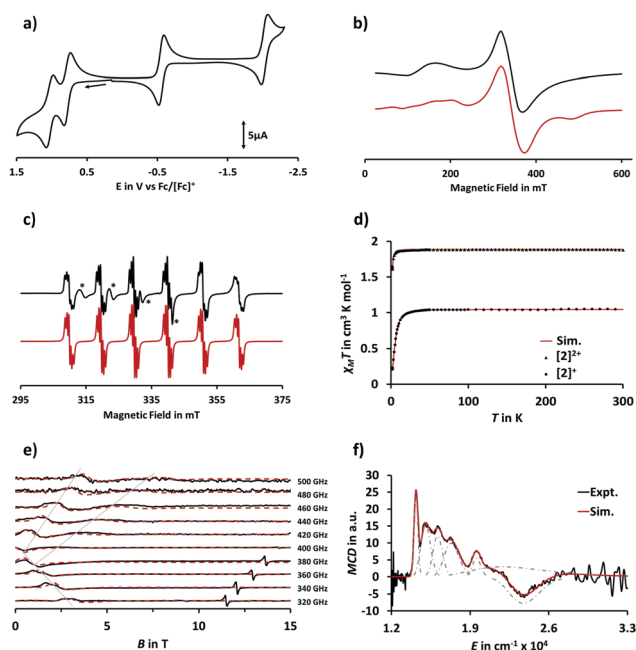 a)
5μA
1.5 0.5 -0.5 -1.5 -2.5
E in V vs Fc/[Fc]⁺
b)
0 200 400 600
Magnetic Field in mT
c)
* * * *
295 315 335 355 375
Magnetic Field in mT
d)
2
1.5
1
0.5
0
χMT in cm³ K mol⁻¹
Sim.
[2]²⁺
[2]⁺
0 100 200 300
T in K
e)
500 GHz
480 GHz
460 GHz
440 GHz
420 GHz
400 GHz
380 GHz
360 GHz
340 GHz
320 GHz
0 5 10 15
B in T
f)
30
25
20
15
10
5
0
-5
-10
MCD in a.u.
Expt.
Sim.
1.2 1.9 2.6 3.3
E in cm⁻¹ x 10⁴